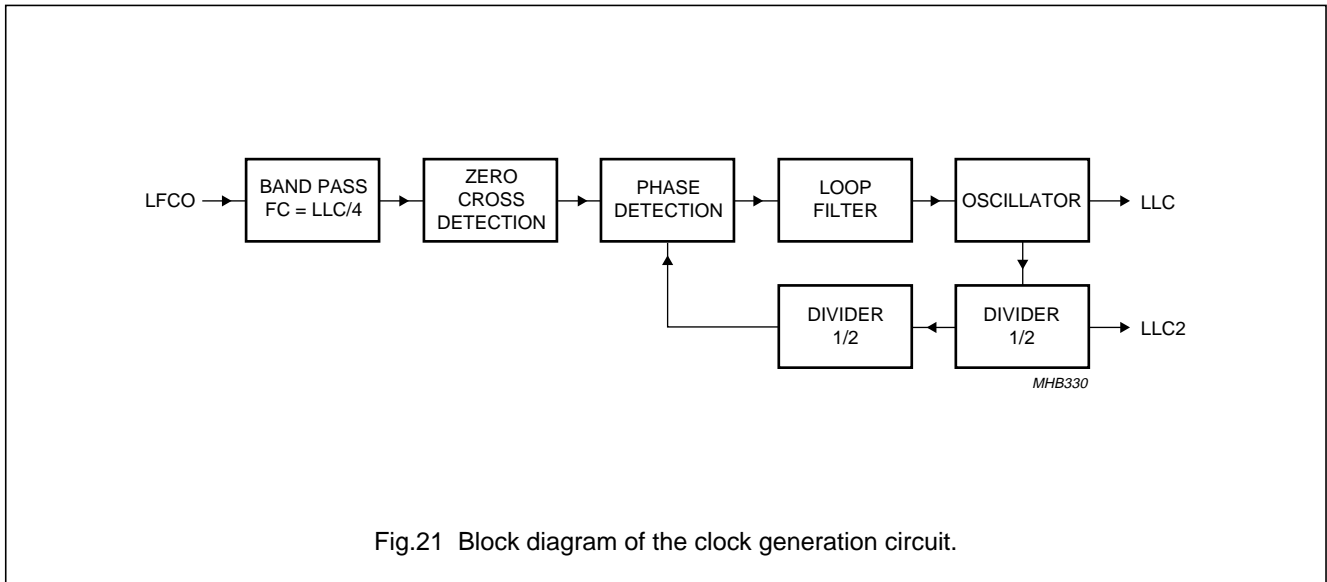 LFCO
BAND PASS
FC = LLC/4
ZERO
CROSS
DETECTION
PHASE
DETECTION
LOOP
FILTER
OSCILLATOR
LLC
DIVIDER
1/2
DIVIDER
1/2
LLC2
MHB330
Fig.21 Block diagram of the clock generation circuit.